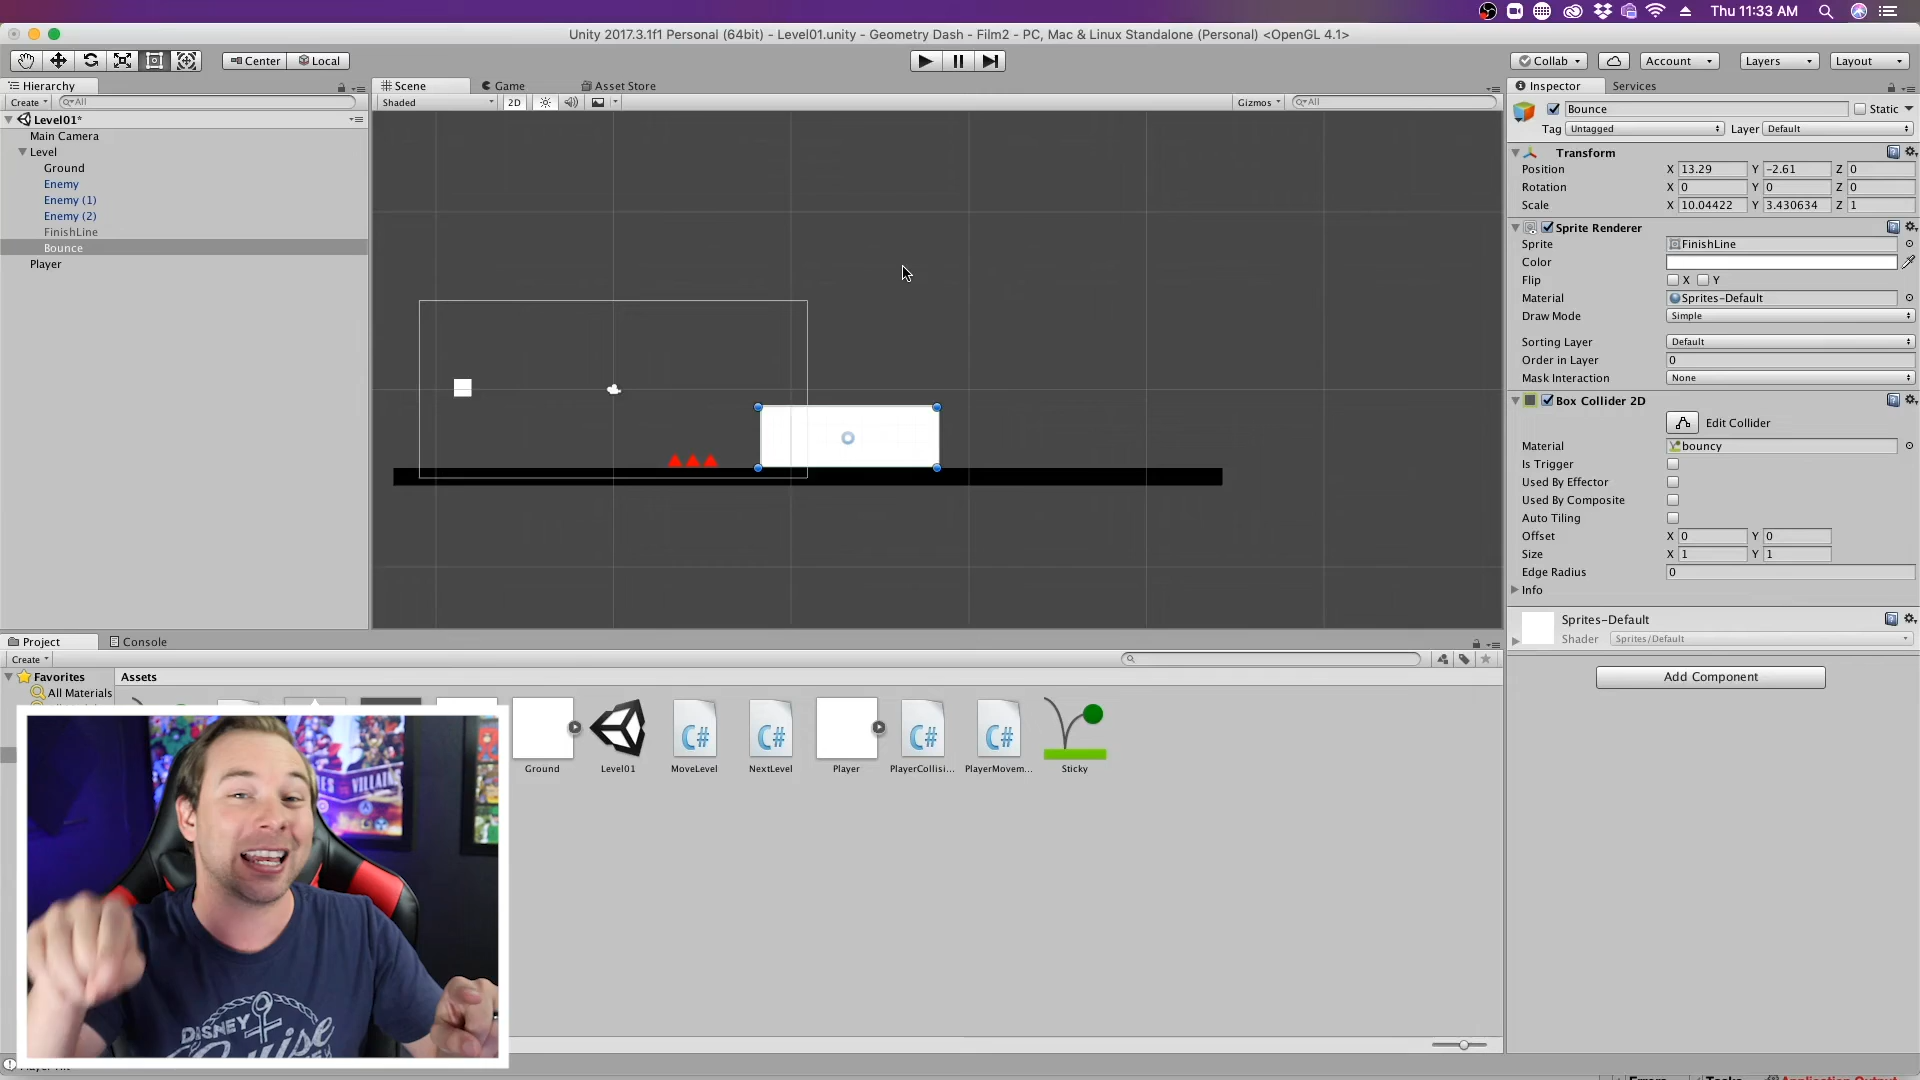 Thu 11:33 AM
Unity 2017.3.1f1 Personal (64bit) - Level01.unity - Geometry Dash - Film2 - PC, Mac & Linux Standalone (Personal) <OpenGL 4.1>
Center Local Collab Account Layers Layout
Hierarchy
Create All
Level01*
Main Camera
Level
Ground
Enemy
Enemy (1)
Enemy (2)
FinishLine
Bounce
Player
Scene Game Asset Store
Shaded 2D Gizmos All
Inspector Services
Bounce Static
Tag Untagged Layer Default
Transform
Position X 13.29 Y -2.61 Z 0
Rotation X 0 Y 0 Z 0
Scale X 10.04422 Y 3.430634 Z 1
Sprite Renderer
Sprite FinishLine
Color
Flip X Y
Material Sprites-Default
Draw Mode Simple
Sorting Layer Default
Order in Layer 0
Mask Interaction None
Box Collider 2D
Edit Collider
Material bouncy
Is Trigger
Used By Effector
Used By Composite
Auto Tiling
Offset X 0 Y 0
Size X 1 Y 1
Edge Radius 0
Info
Sprites-Default
Shader Sprites/Default
Add Component
Project Console
Create
Favorites
All Materials
Assets
Ground Level01 MoveLevel NextLevel Player PlayerCollisi... PlayerMovem... Sticky
C# C# C# C#
DISNEY
Cruise